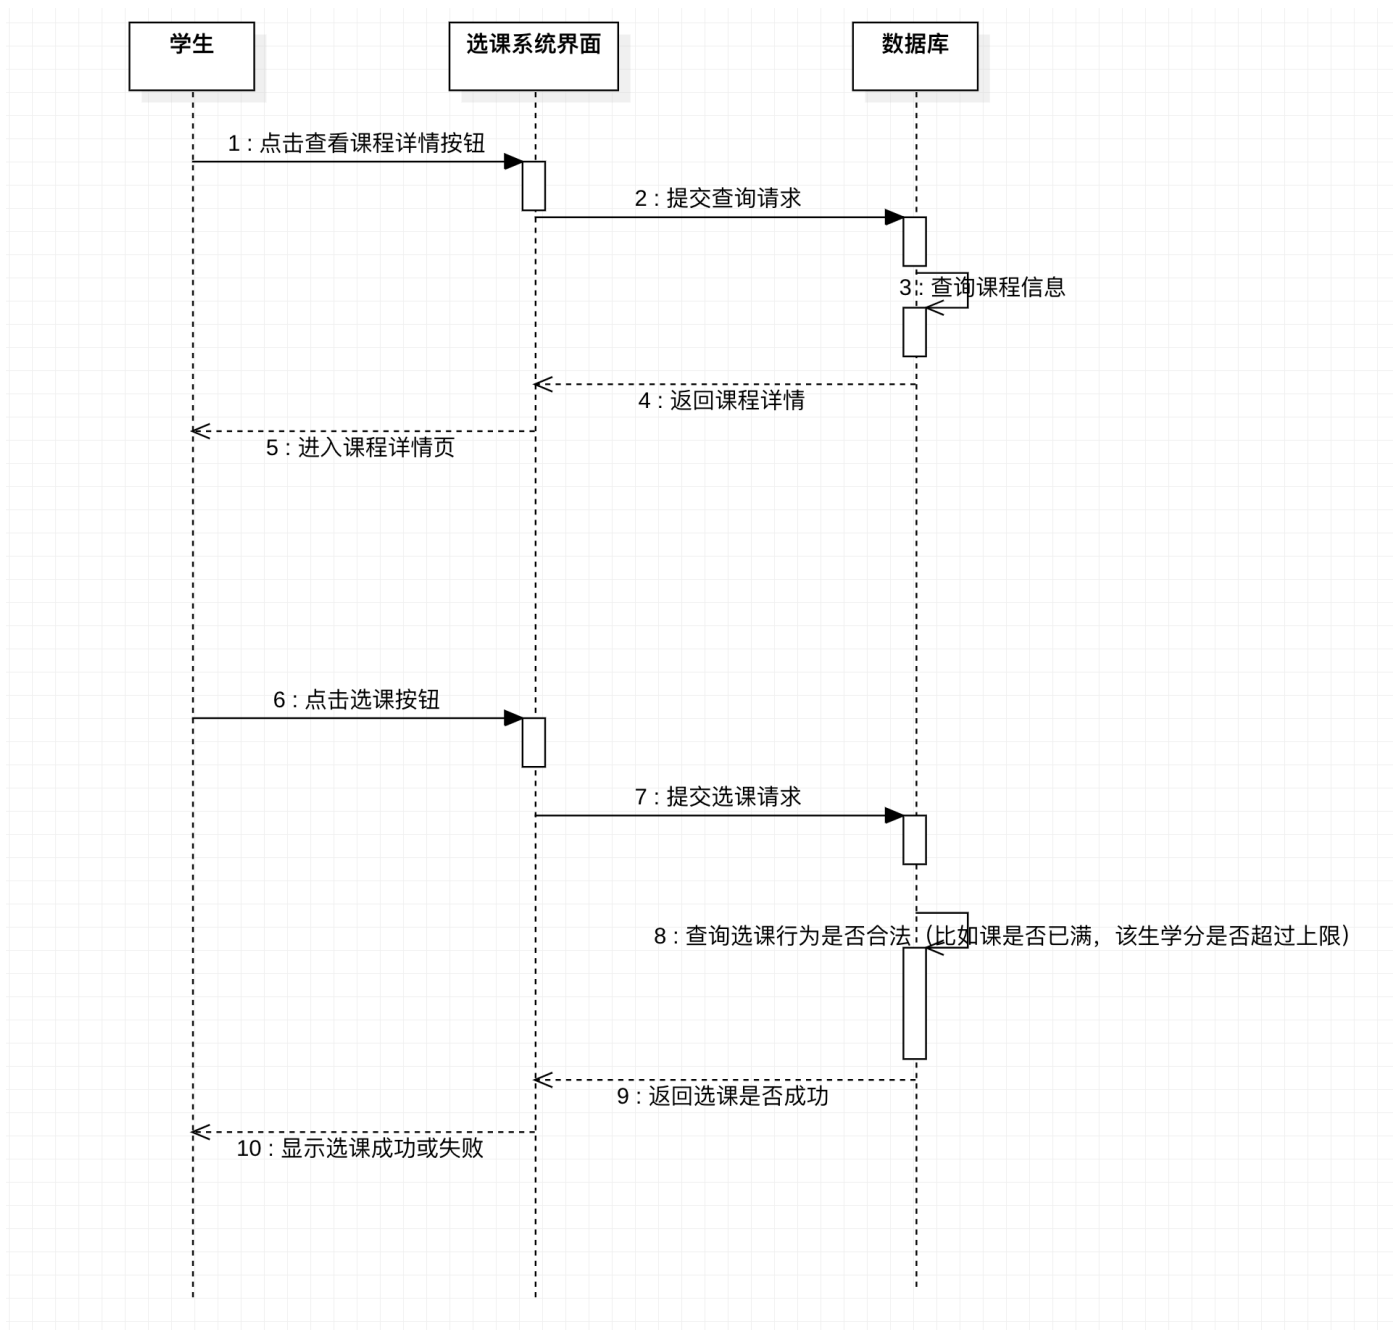 学生
选课系统界面
数据库
1 : 点击查看课程详情按钮
2 : 提交查询请求
3 : 查询课程信息
4 : 返回课程详情
5 : 进入课程详情页
6 : 点击选课按钮
7 : 提交选课请求
8 : 查询选课行为是否合法（比如课是否已满，该生学分是否超过上限）
9 : 返回选课是否成功
10 : 显示选课成功或失败